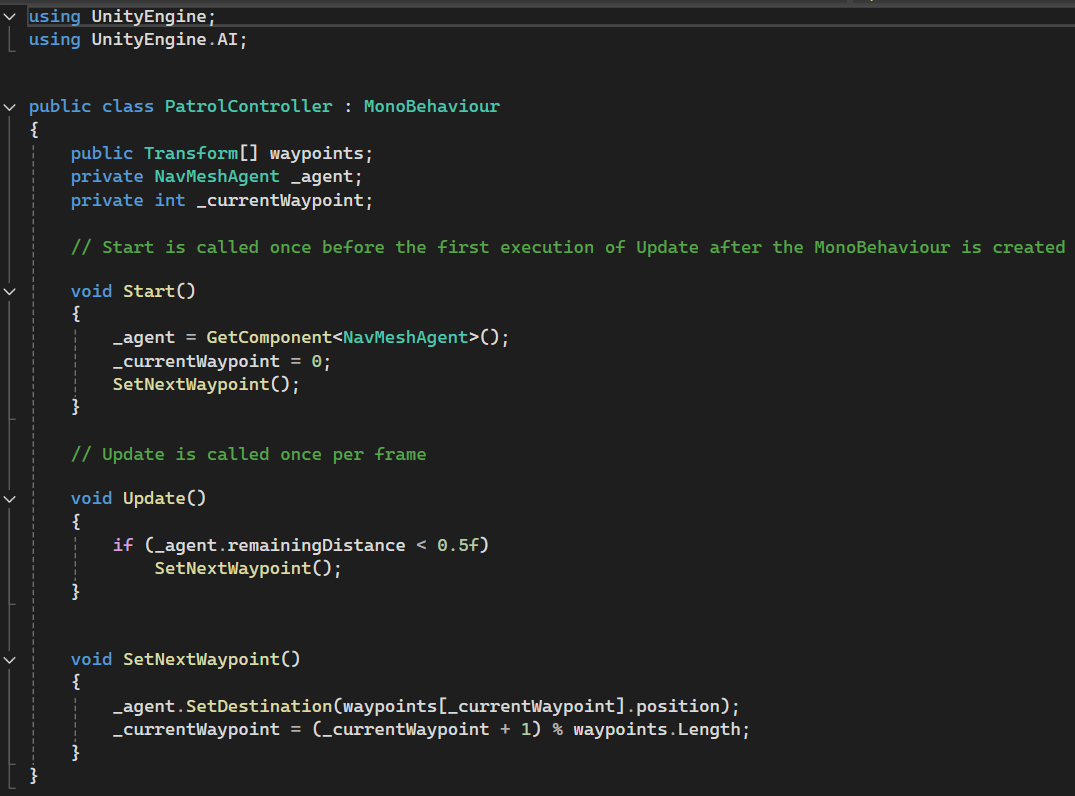 using UnityEngine;
using UnityEngine.AI;
public class PatrolController : MonoBehaviour
{
public Transform[] waypoints;
private NavMeshAgent _agent;
private int _currentWaypoint;
// Start is called once before the first execution of Update after the MonoBehaviour is created
void Start()
{
_agent = GetComponent<NavMeshAgent>();
_currentWaypoint = 0;
SetNextWaypoint();
}
// Update is called once per frame
void Update()
{
if (_agent.remainingDistance < 0.5f)
SetNextWaypoint();
}
void SetNextWaypoint()
{
_agent.SetDestination(waypoints[_currentWaypoint].position);
_currentWaypoint = (_currentWaypoint + 1) % waypoints.Length;
}
}